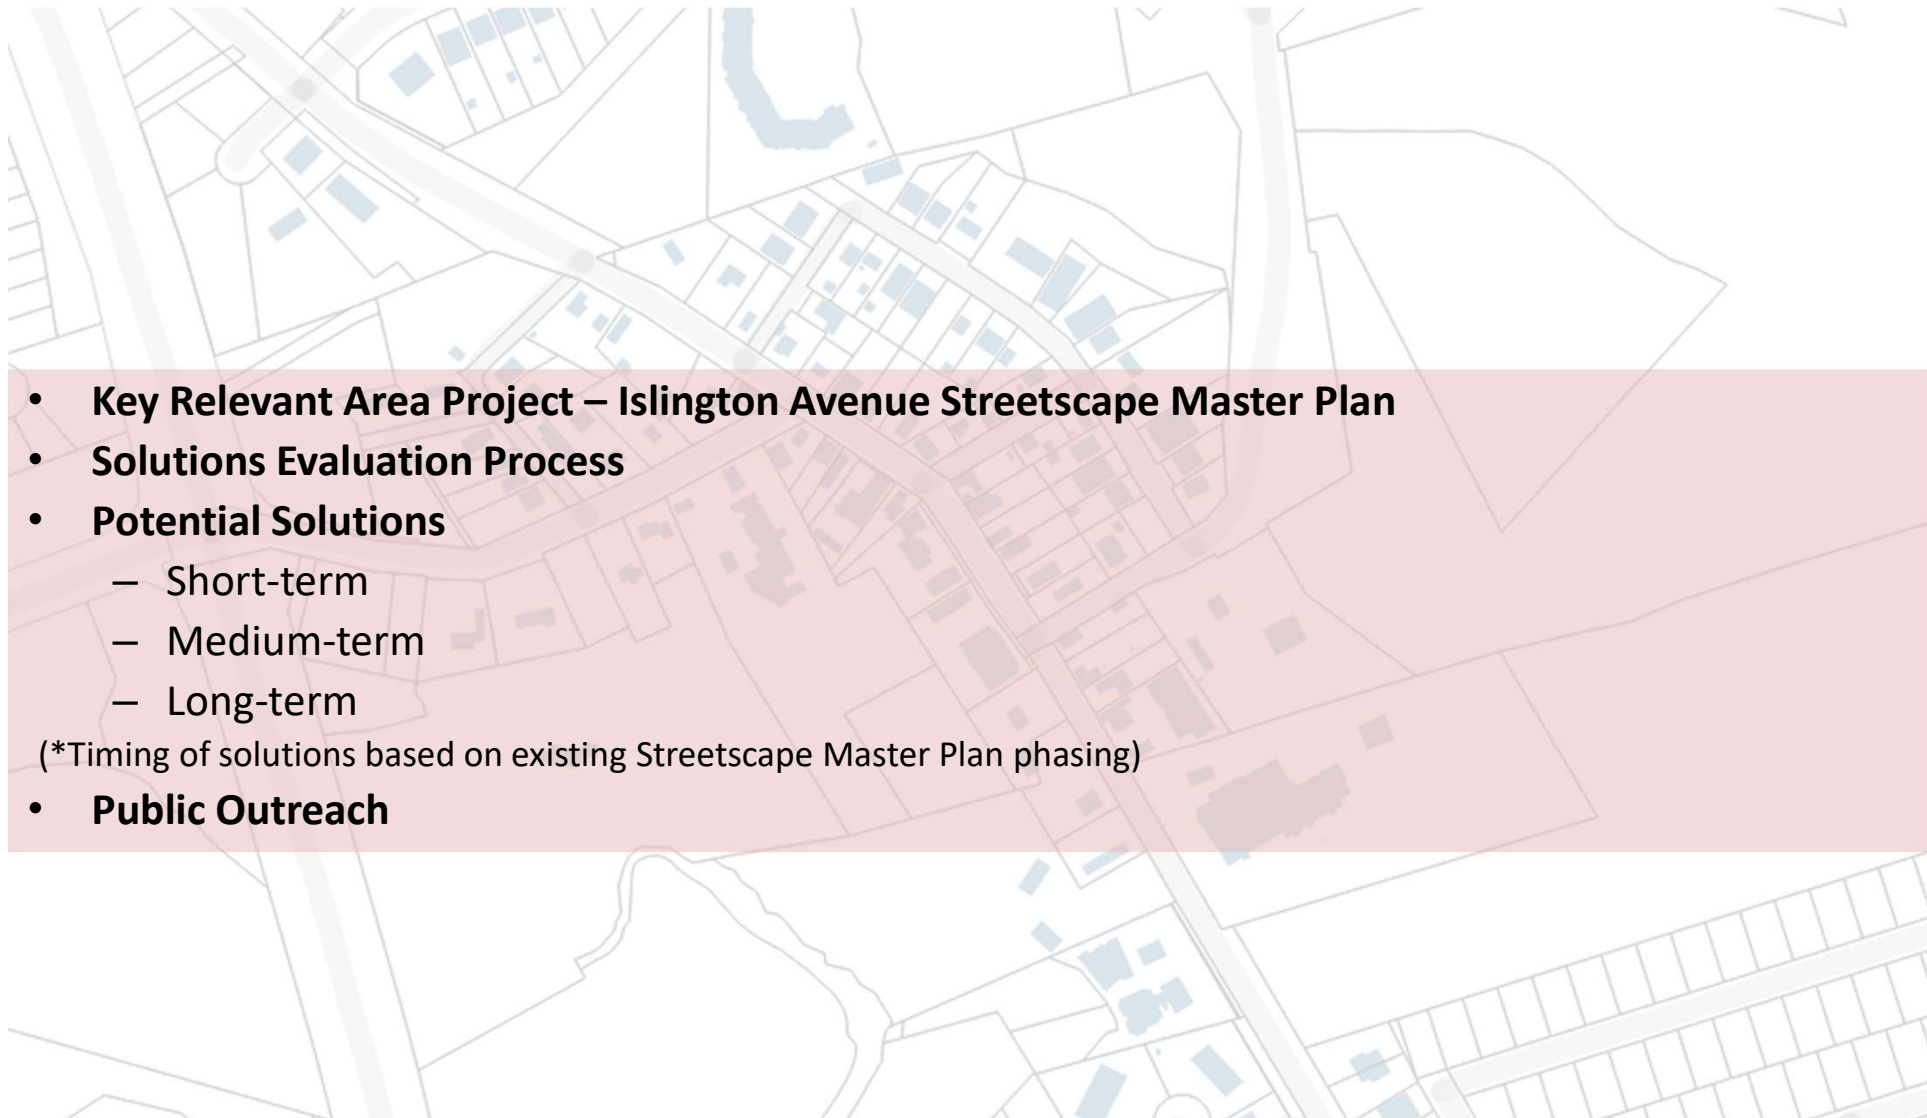 • Key Relevant Area Project – Islington Avenue Streetscape Master Plan
• Solutions Evaluation Process
• Potential Solutions
– Short-term
– Medium-term
– Long-term
(*Timing of solutions based on existing Streetscape Master Plan phasing)
• Public Outreach